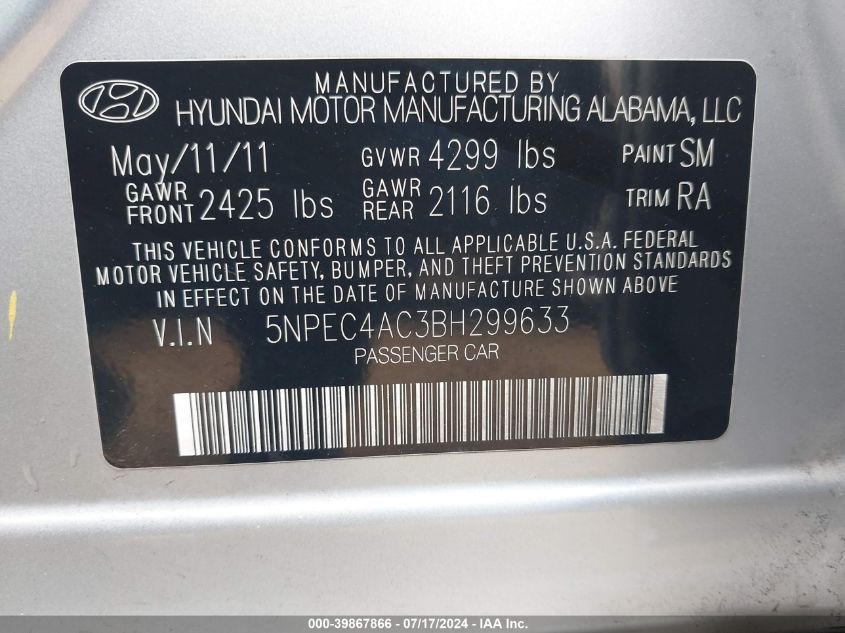 MANUFACTURED BY
HYUNDAI MOTOR MANUFACTURING ALABAMA, LLC
May/11/11 GVWR 4299 lbs PAINT SM
GAWR FRONT 2425 lbs GAWR REAR 2116 lbs TRIM RA
THIS VEHICLE CONFORMS TO ALL APPLICABLE U.S.A. FEDERAL
MOTOR VEHICLE SAFETY, BUMPER, AND THEFT PREVENTION STANDARDS
IN EFFECT ON THE DATE OF MANUFACTURE SHOWN ABOVE
V.I.N 5NPEC4AC3BH299633
PASSENGER CAR
000-39867866 - 07/17/2024 - IAA Inc.